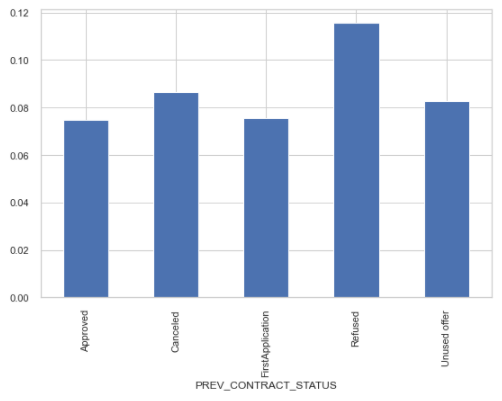 0.12
0.10
0.08
0.06
0.04
0.02
0.00
Approved
Canceled
FirstApplication
Refused
Unused offer
PREV_CONTRACT_STATUS